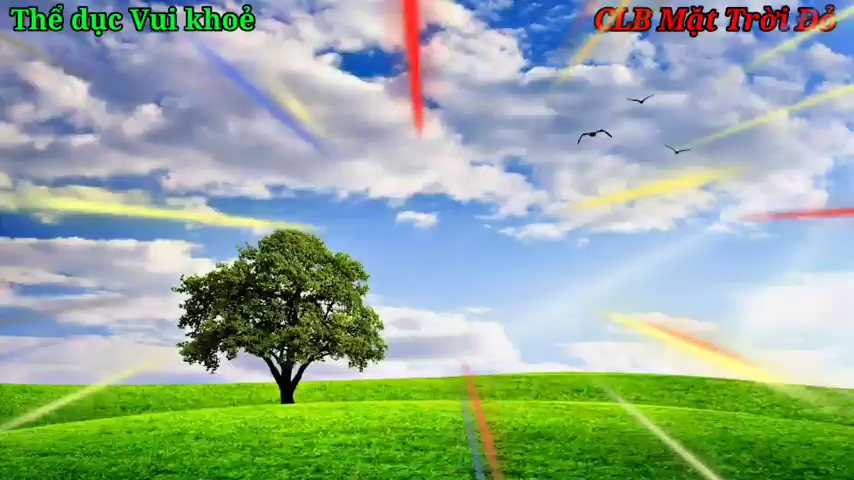 Thể dục Vui khoẻ
CLB Mặt Trời Đỏ